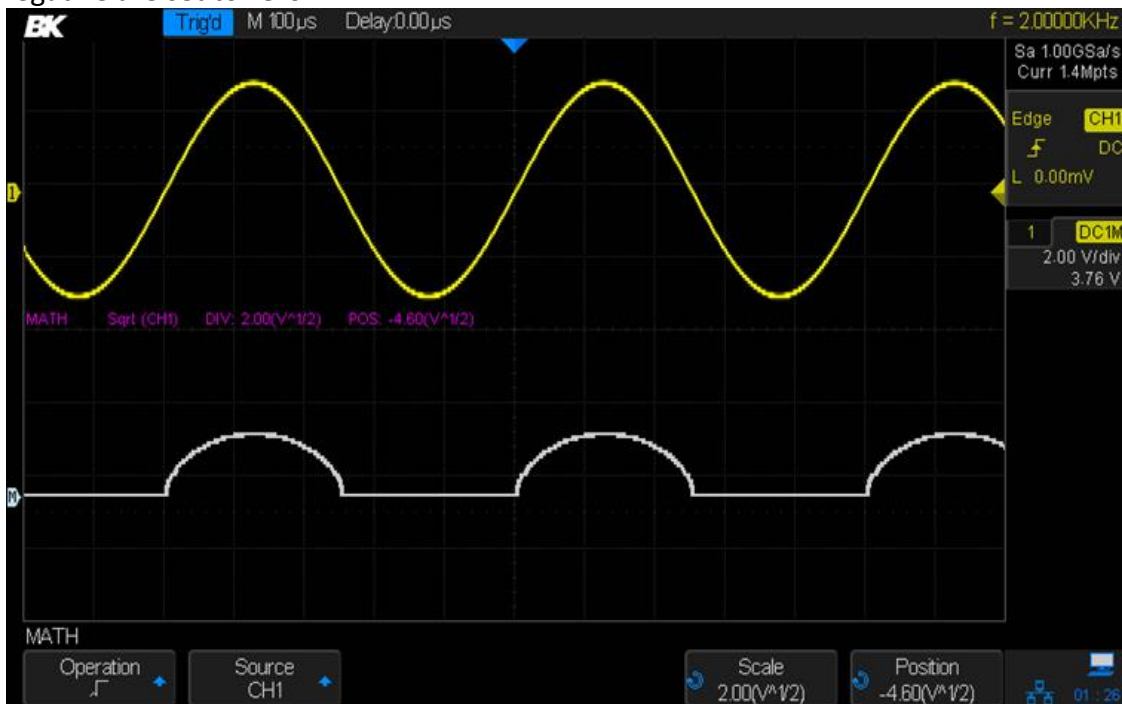 BK Trig'd M 100µs Delay:0.00µs f = 2.00000KHz
Sa 1.00GSa/s
Curr 1.4Mpts
Edge CH1
DC
L 0.00mV
1 DC1M
2.00 V/div
3.76 V
1
MATH Sqrt (CH1) DIV: 2.00(V^1/2) POS: -4.60(V^1/2)
M
MATH
Operation Source Scale Position
CH1 2.00(V^1/2) -4.60(V^1/2)
01 : 26